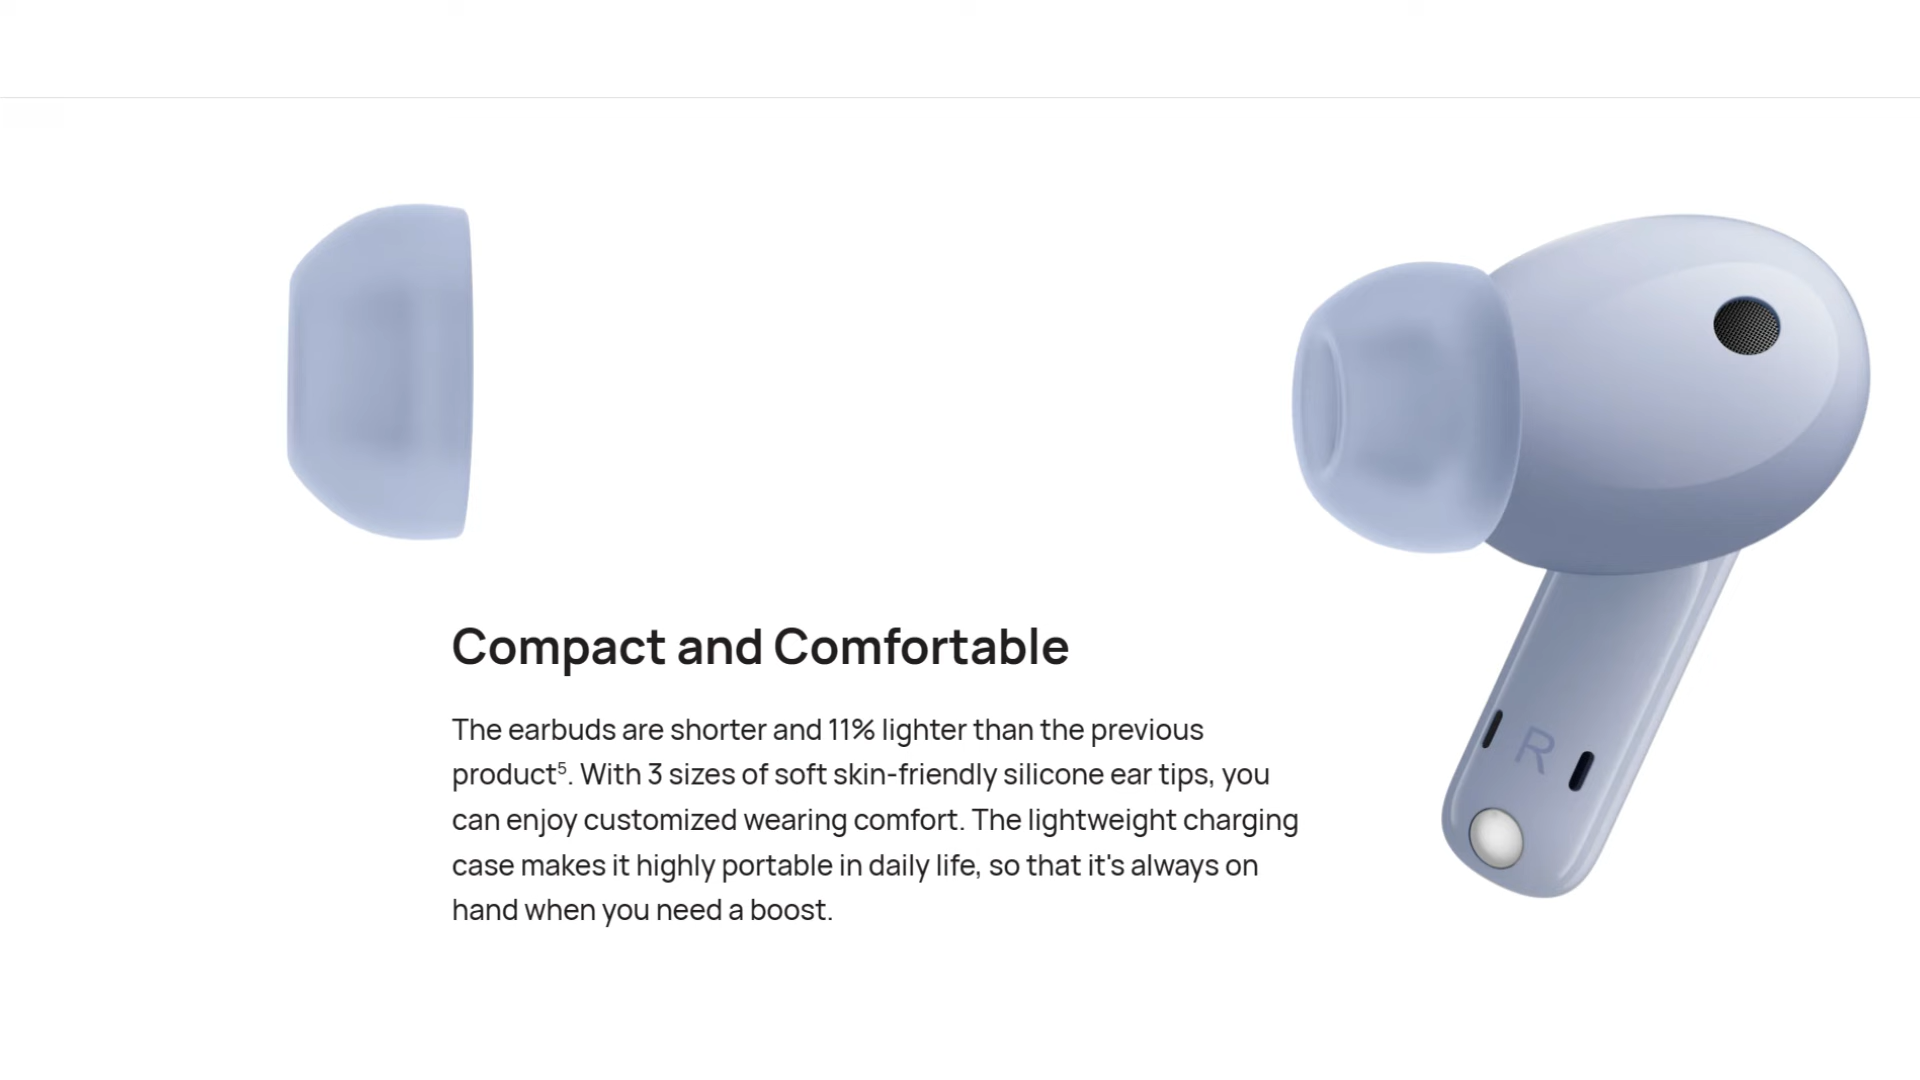 Compact and Comfortable
The earbuds are shorter and 11% lighter than the previous
product⁵. With 3 sizes of soft skin-friendly silicone ear tips, you
can enjoy customized wearing comfort. The lightweight charging
case makes it highly portable in daily life, so that it's always on
hand when you need a boost.
R